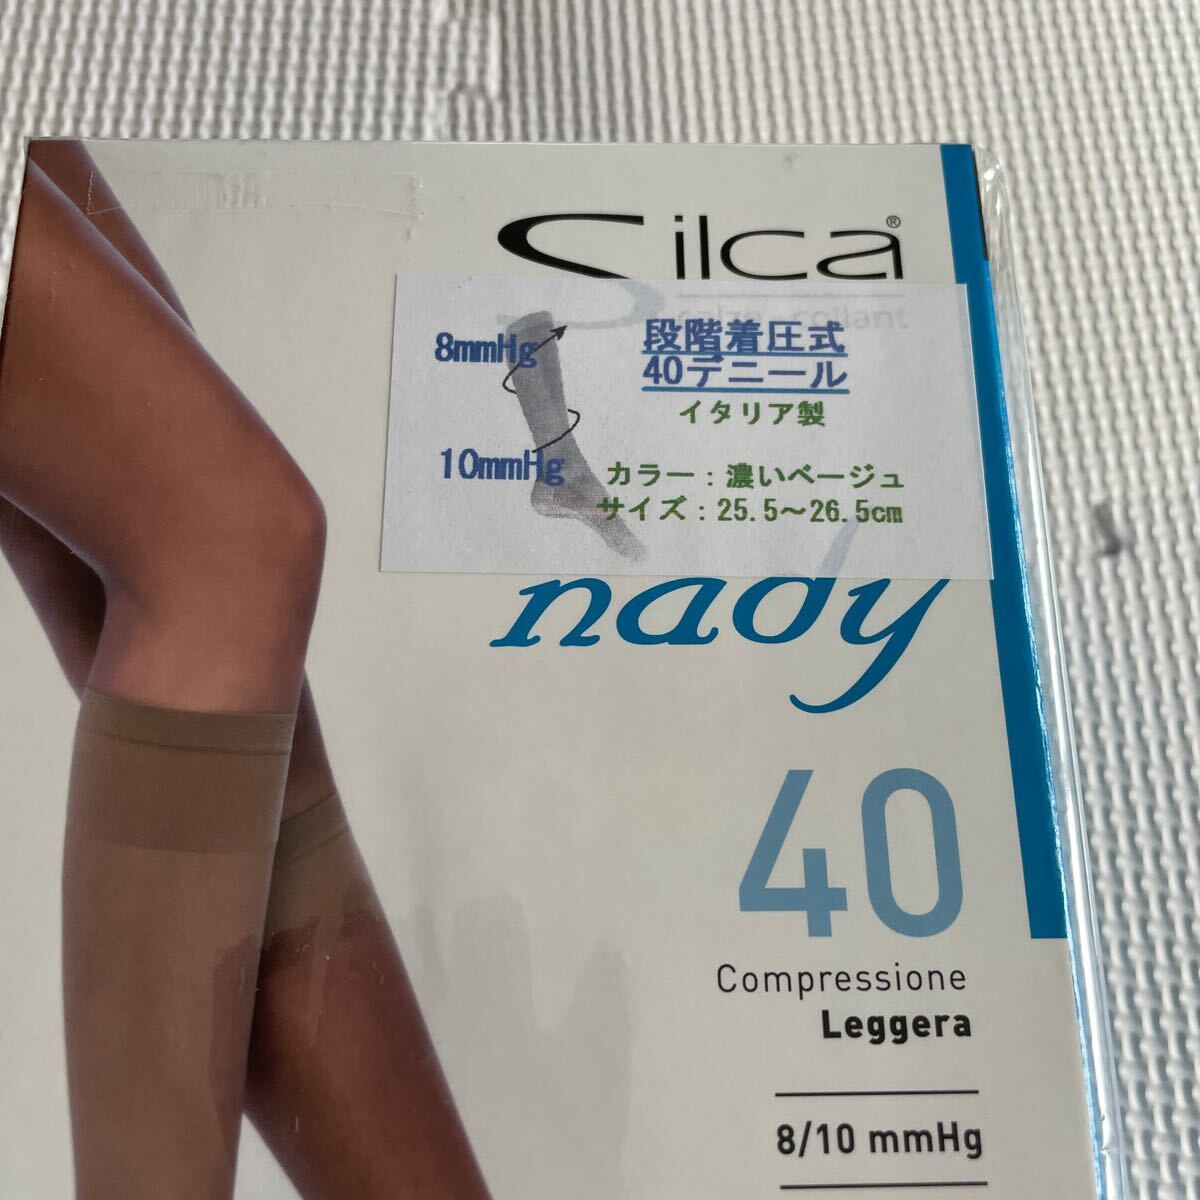 Silca®
calze - collant
8mmHg
段階着圧式
40デニール
イタリア製
10mmHg
カラー：濃いベージュ
サイズ：25.5～26.5cm
nady
40
Compressione
Leggera
8/10 mmHg